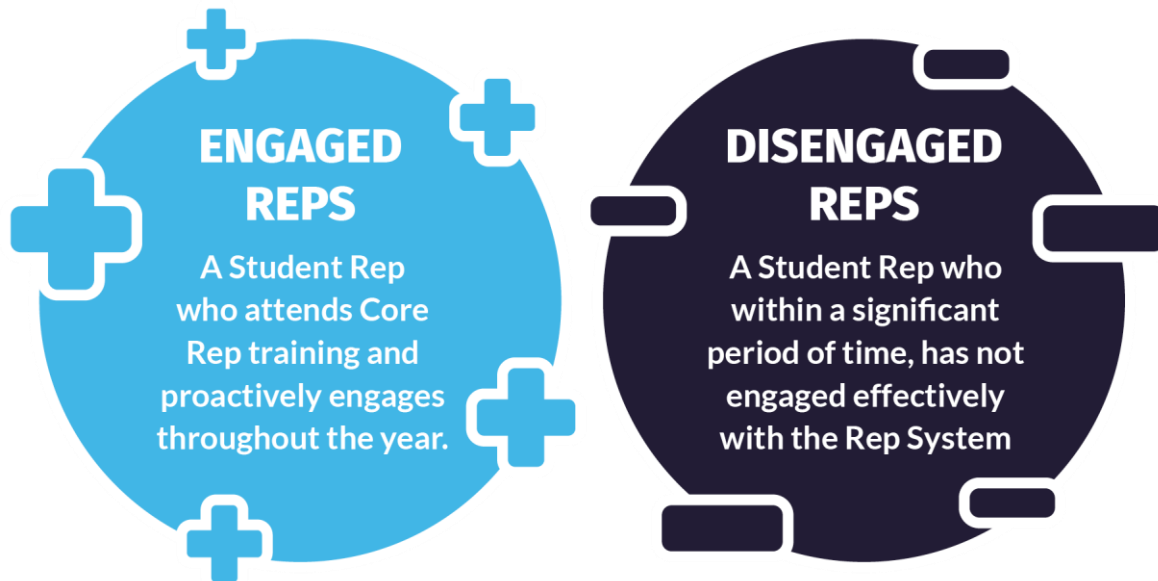 ENGAGED
REPS
A Student Rep
who attends Core
Rep training and
proactively engages
throughout the year.
DISENGAGED
REPS
A Student Rep who
within a significant
period of time, has not
engaged effectively
with the Rep System